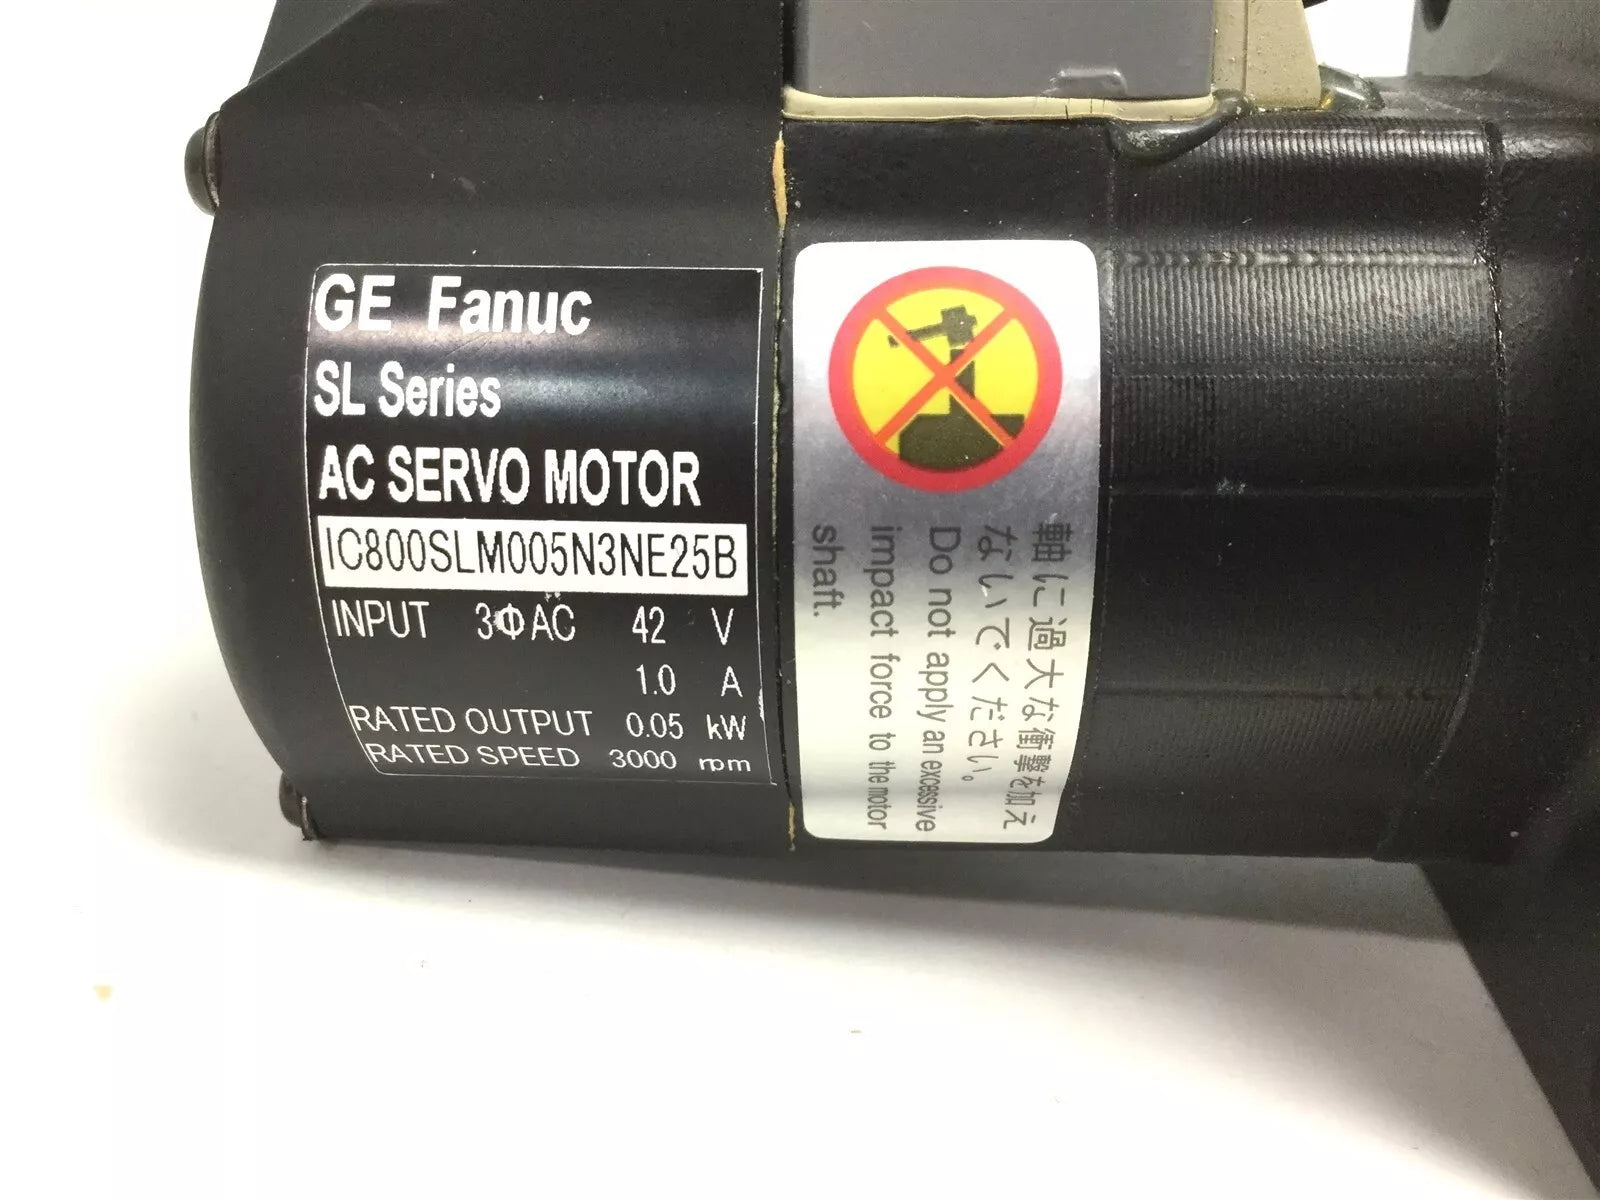 GE Fanuc
SL Series
AC SERVO MOTOR
IC800SLM005N3NE25B
INPUT 3Φ AC 42 V
1.0 A
RATED OUTPUT 0.05 kW
RATED SPEED 3000 rpm
軸に過大な衝撃を加え
ないでください。
Do not apply an excessive
impact force to the motor
shaft.